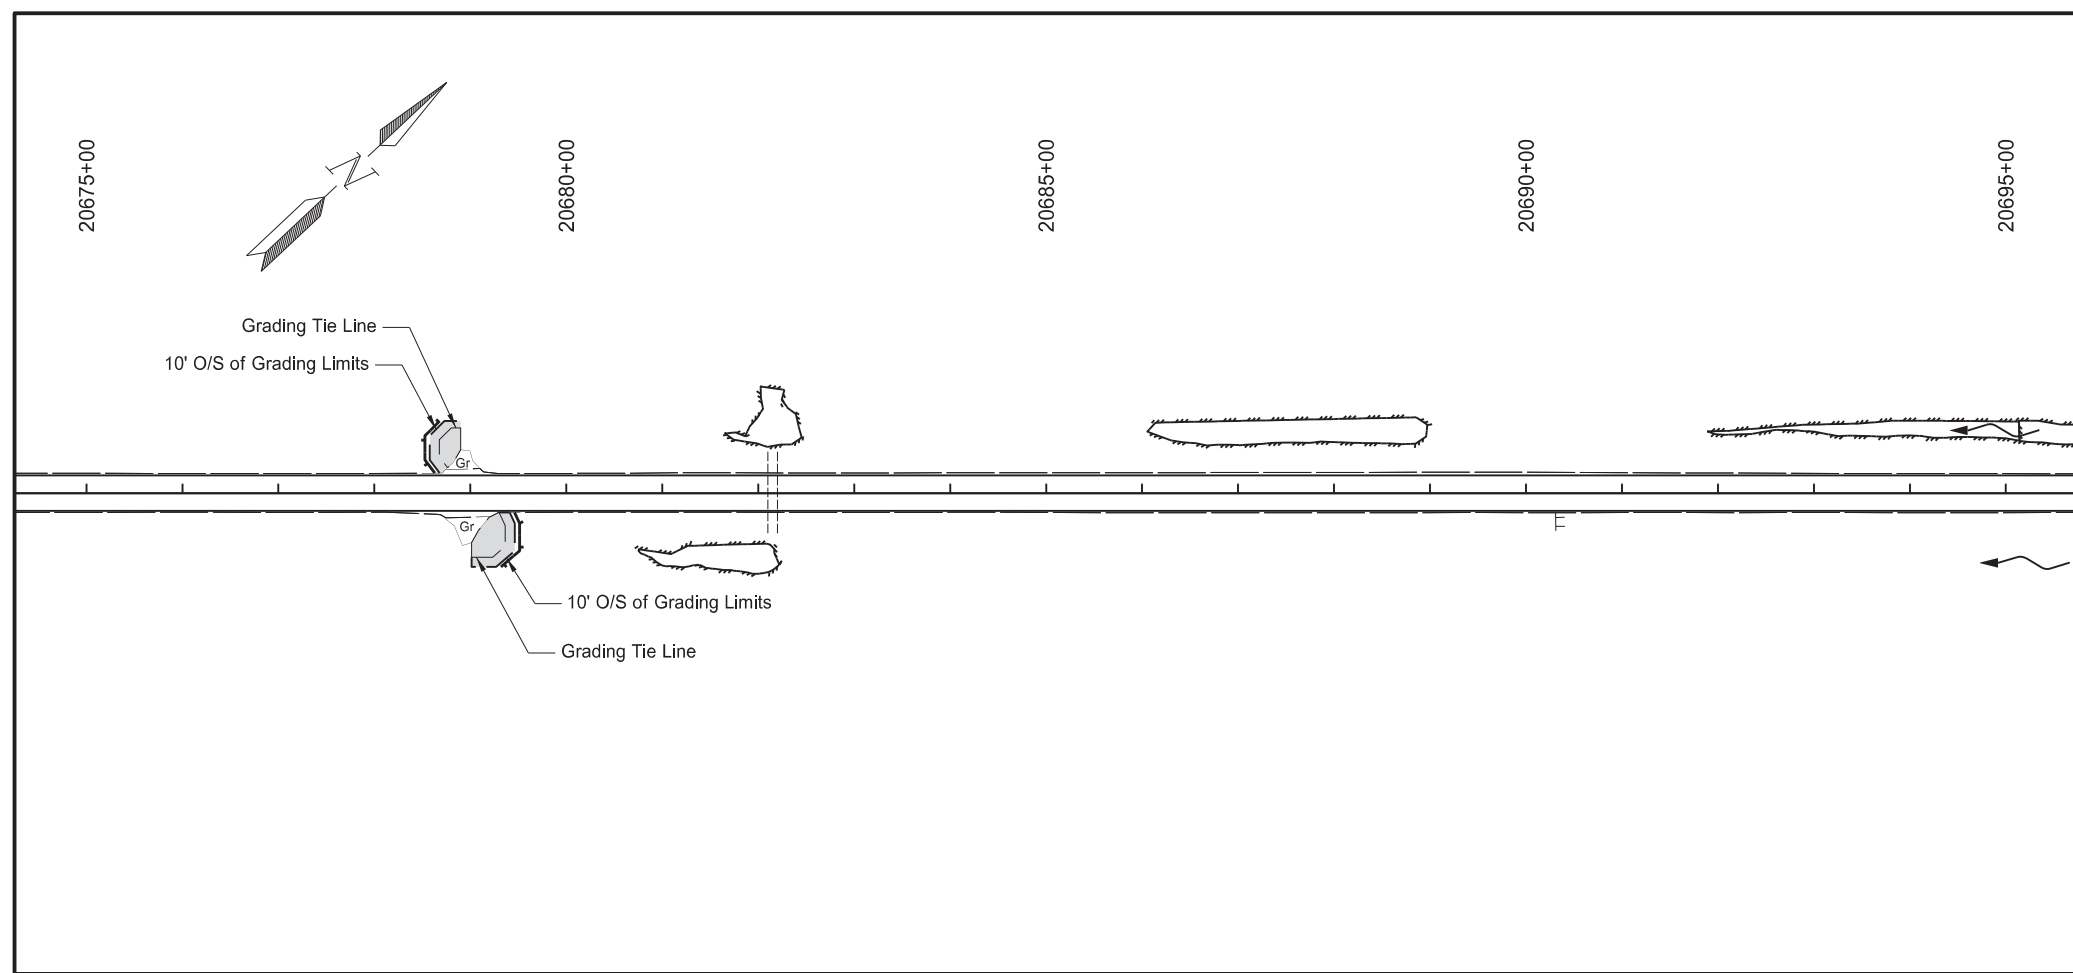 20675+00
20680+00
20685+00
20690+00
20695+00
N
Grading Tie Line
10' O/S of Grading Limits
Gr
Gr
10' O/S of Grading Limits
Grading Tie Line